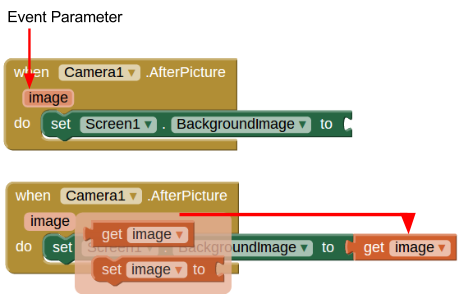 Event Parameter
when Camera1 .AfterPicture
image
do set Screen1 . BackgroundImage to
when Camera1 .AfterPicture
image
get image
do set Screen1 . BackgroundImage to get image
set image to